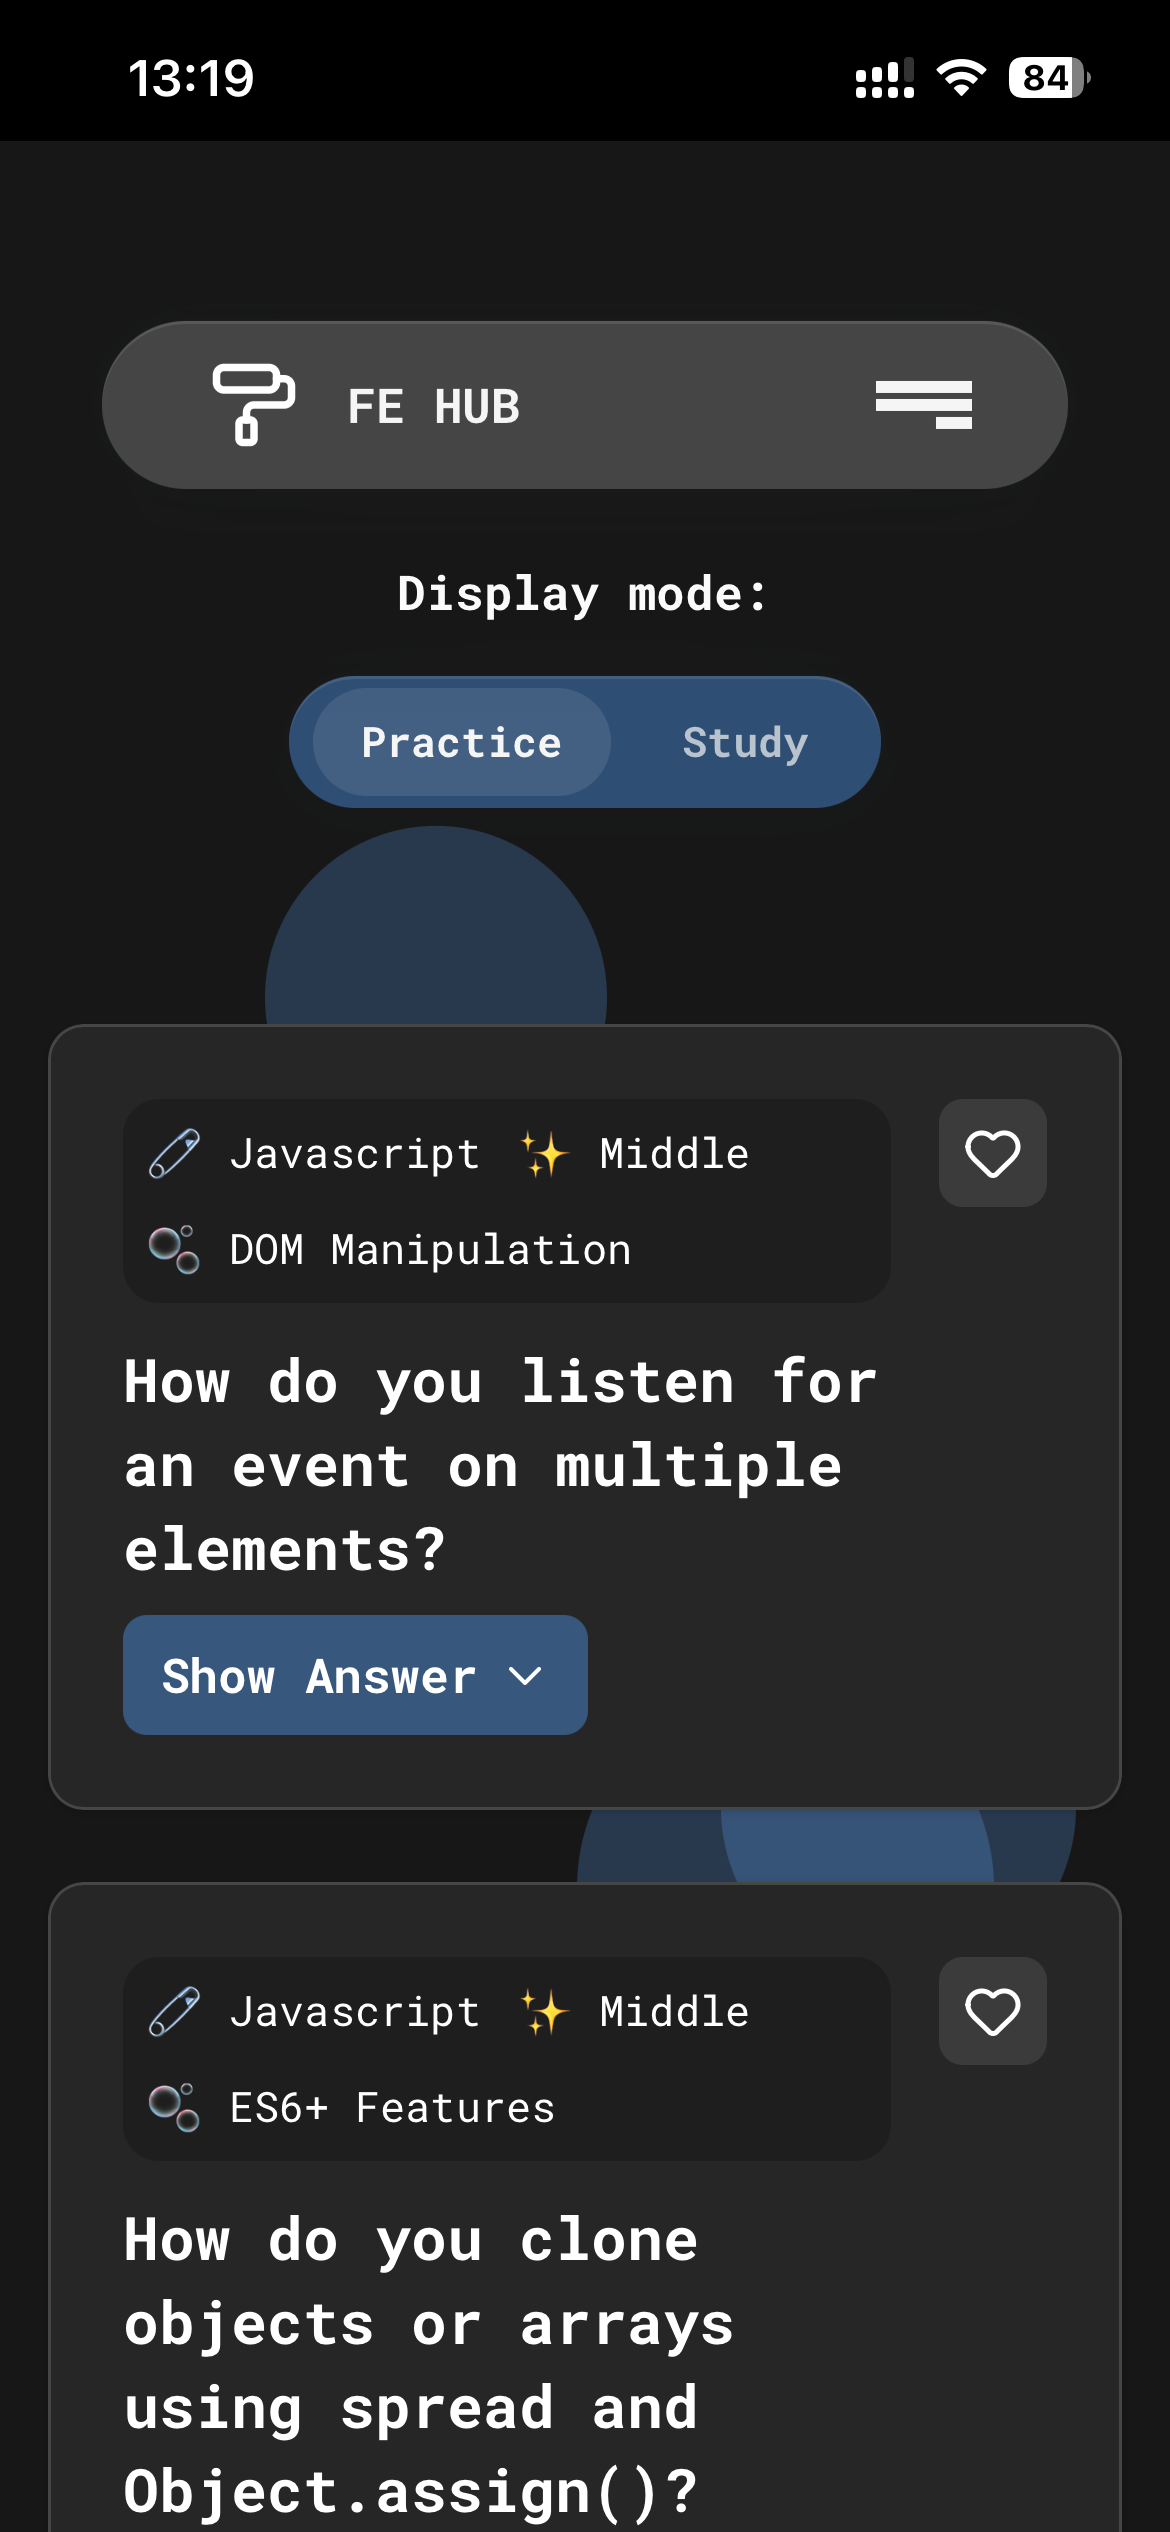 13:19
84
FE HUB
Display mode:
Practice
Study
Javascript ✨ Middle
DOM Manipulation
How do you listen for
an event on multiple
elements?
Show Answer
Javascript ✨ Middle
ES6+ Features
How do you clone
objects or arrays
using spread and
Object.assign()?